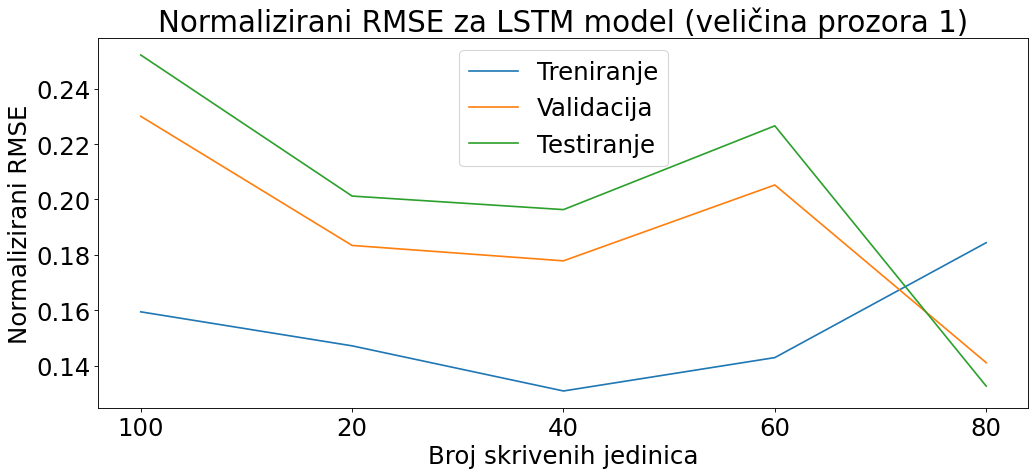 Normalizirani RMSE za LSTM model (veličina prozora 1)
Normalizirani RMSE
0.24
0.22
0.20
0.18
0.16
0.14
Treniranje
Validacija
Testiranje
100 20 40 60 80
Broj skrivenih jedinica